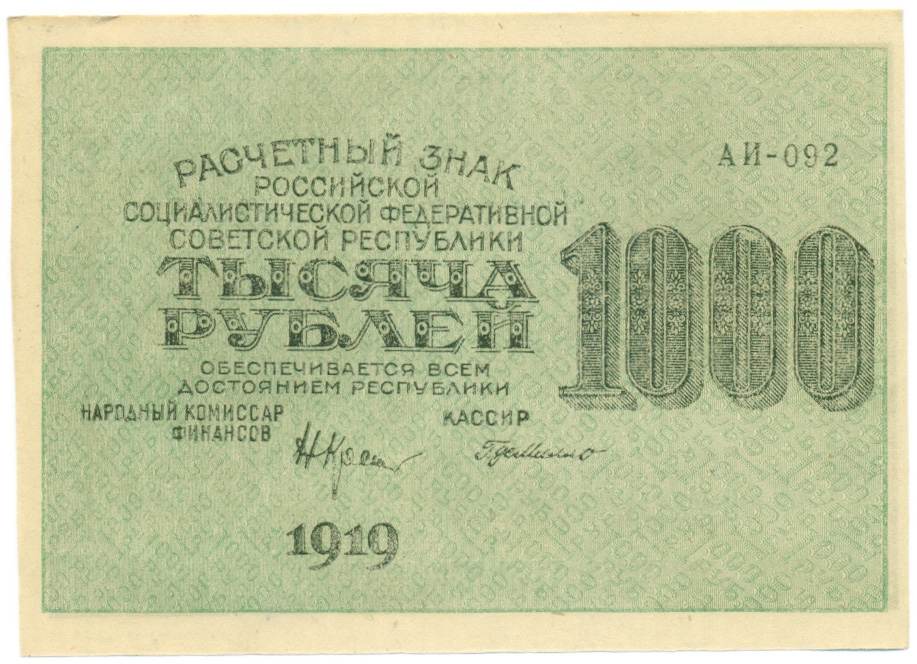 РАСЧЕТНЫЙ ЗНАК
АИ-092
РОССИЙСКОЙ
СОЦИАЛИСТИЧЕСКОЙ ФЕДЕРАТИВНОЙ
СОВЕТСКОЙ РЕСПУБЛИКИ
ТЫСЯЧА
РУБЛЕЙ
1000
ОБЕСПЕЧИВАЕТСЯ ВСЕМ
ДОСТОЯНИЕМ РЕСПУБЛИКИ
НАРОДНЫЙ КОМИССАР
ФИНАНСОВ
КАССИР
1919